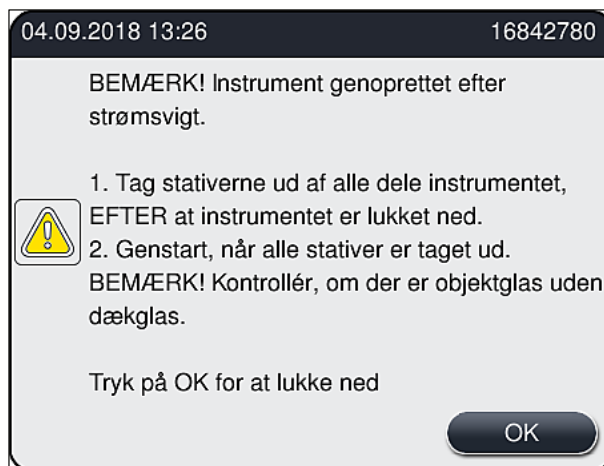 04.09.2018 13:26 16842780
BEMÆRK! Instrument genoprettet efter
strømsvigt.
1. Tag stativerne ud af alle dele instrumentet,
EFTER at instrumentet er lukket ned.
2. Genstart, når alle stativer er taget ud.
BEMÆRK! Kontrollér, om der er objektglas uden
dækglas.
Tryk på OK for at lukke ned
OK